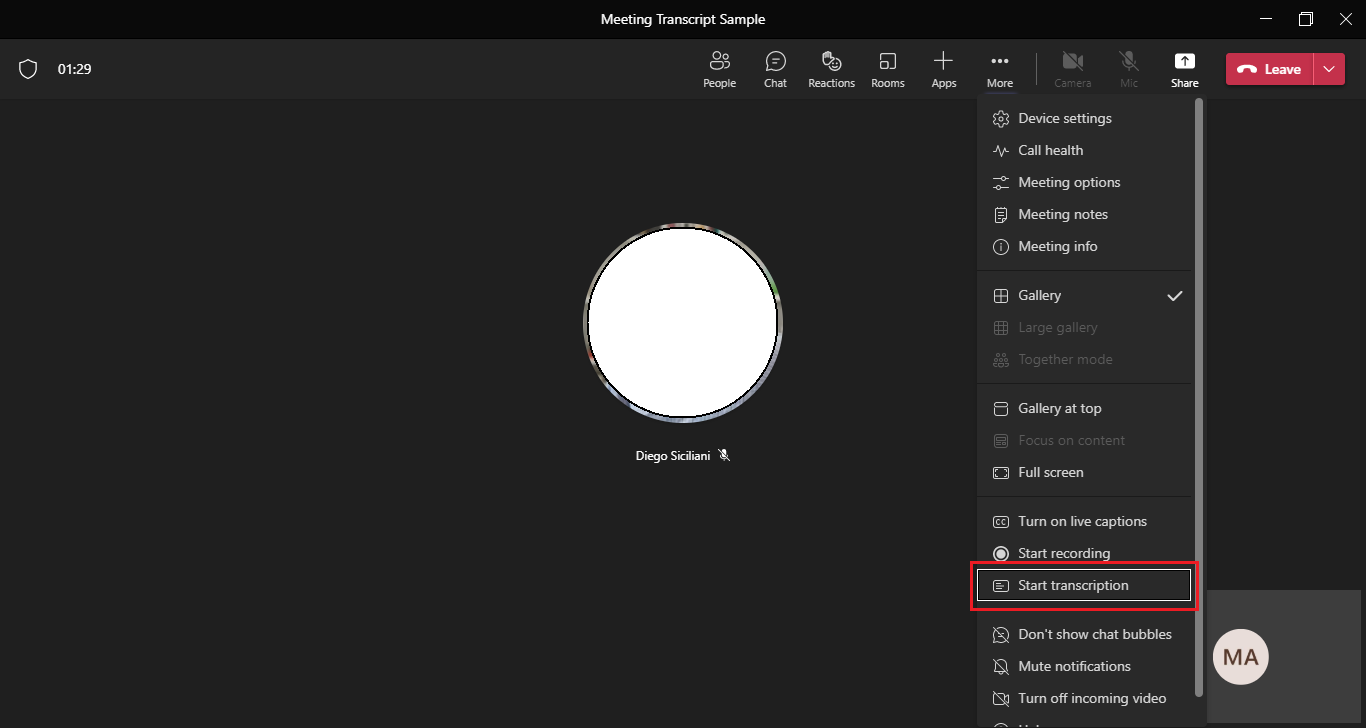 Meeting Transcript Sample
01:29
People
Chat
Reactions
Rooms
Apps
More
Camera
Mic
Share
Leave
Device settings
Call health
Meeting options
Meeting notes
Meeting info
Gallery
Large gallery
Together mode
Gallery at top
Focus on content
Full screen
CC Turn on live captions
Start recording
Start transcription
Don't show chat bubbles
Mute notifications
Turn off incoming video
Diego Siciliani
MA